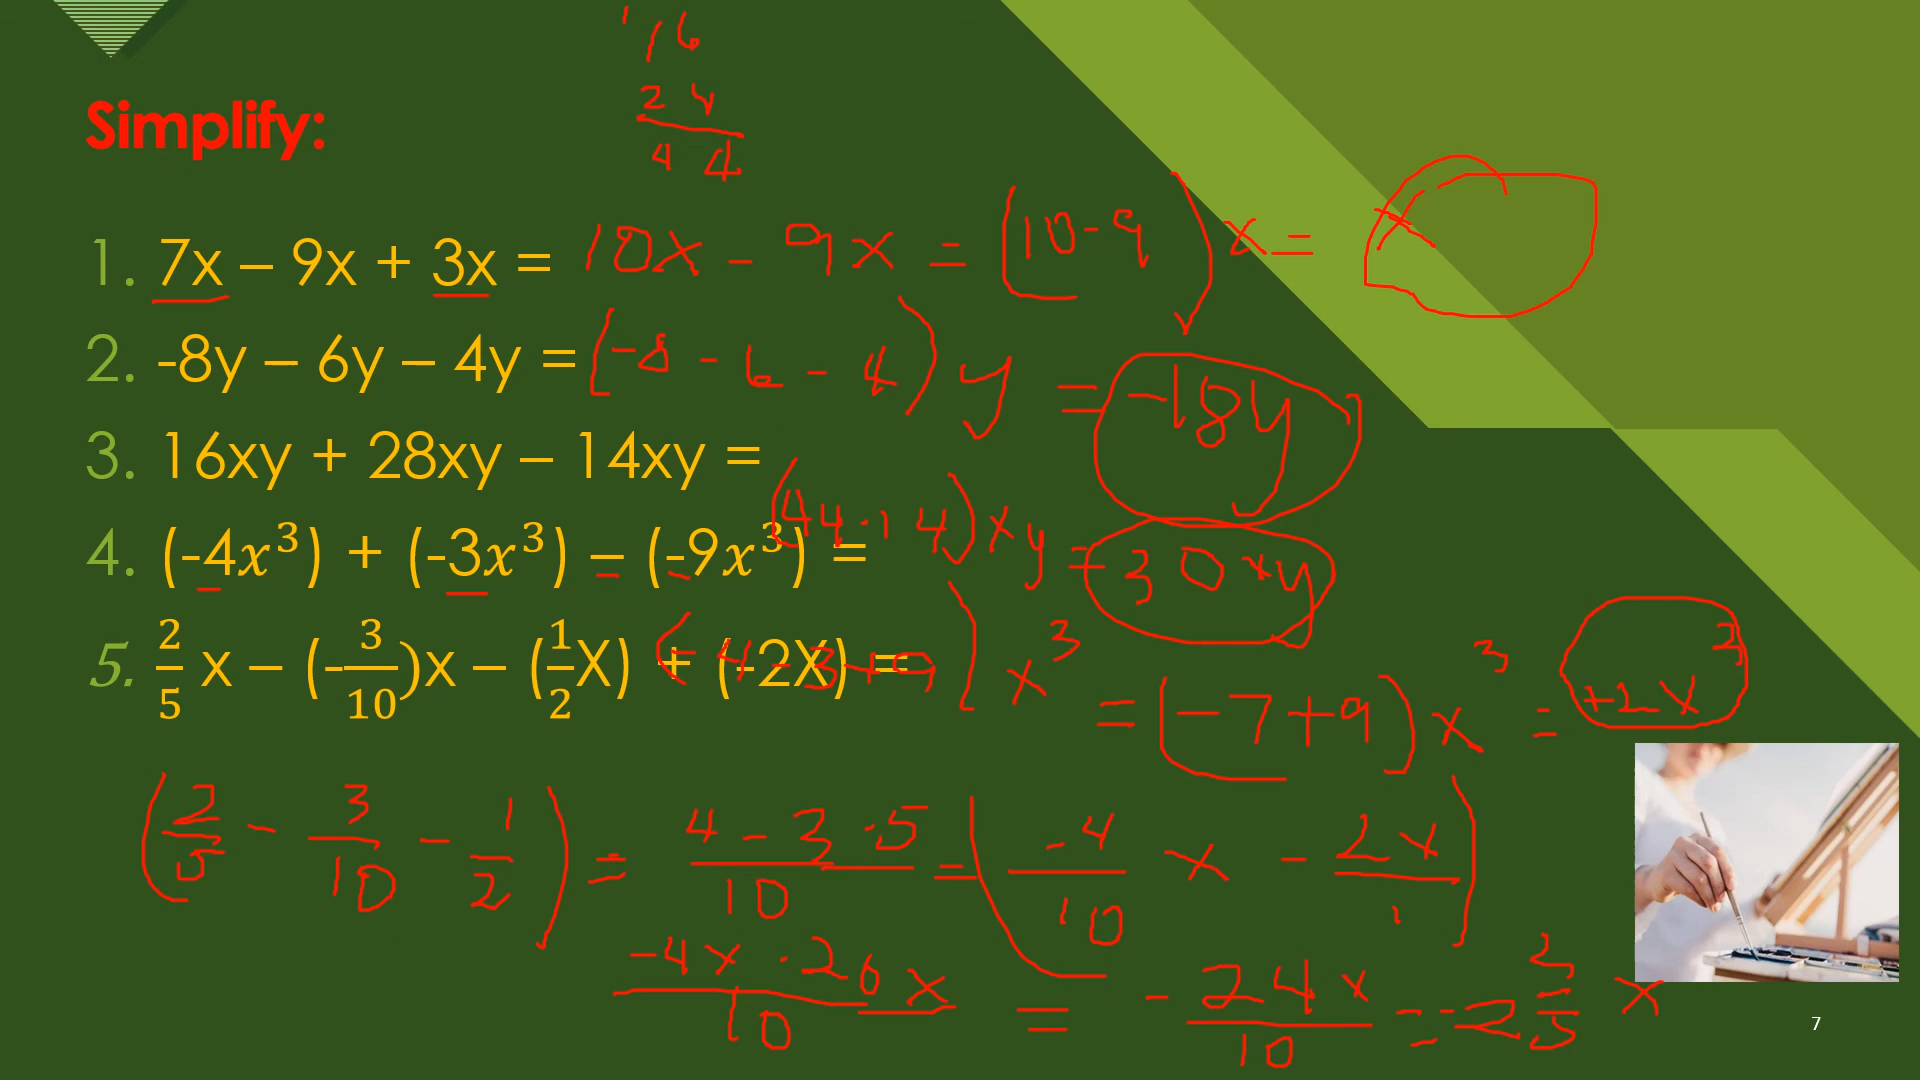 16
24
44
Simplify:
1. 7x – 9x + 3x = 10x - 9x = (10-9)x = x
2. -8y – 6y – 4y = (-8 - 6 - 4)y = -18y
3. 16xy + 28xy – 14xy =
(44-14)xy = 30xy
4. (-4x³) + (-3x³) – (-9x³) =
(-4-3+9)x³ = (-7+9)x³ = +2x³
5. 2/5 x – (-3/10)x – (1/2X) + (-2X) =
(2/5 - 3/10 - 1/2) = 4-3-5/10 = (-4/10 x - 2x/1)
-4x-20x/10 = -24x/10 = -2 2/5 x
7